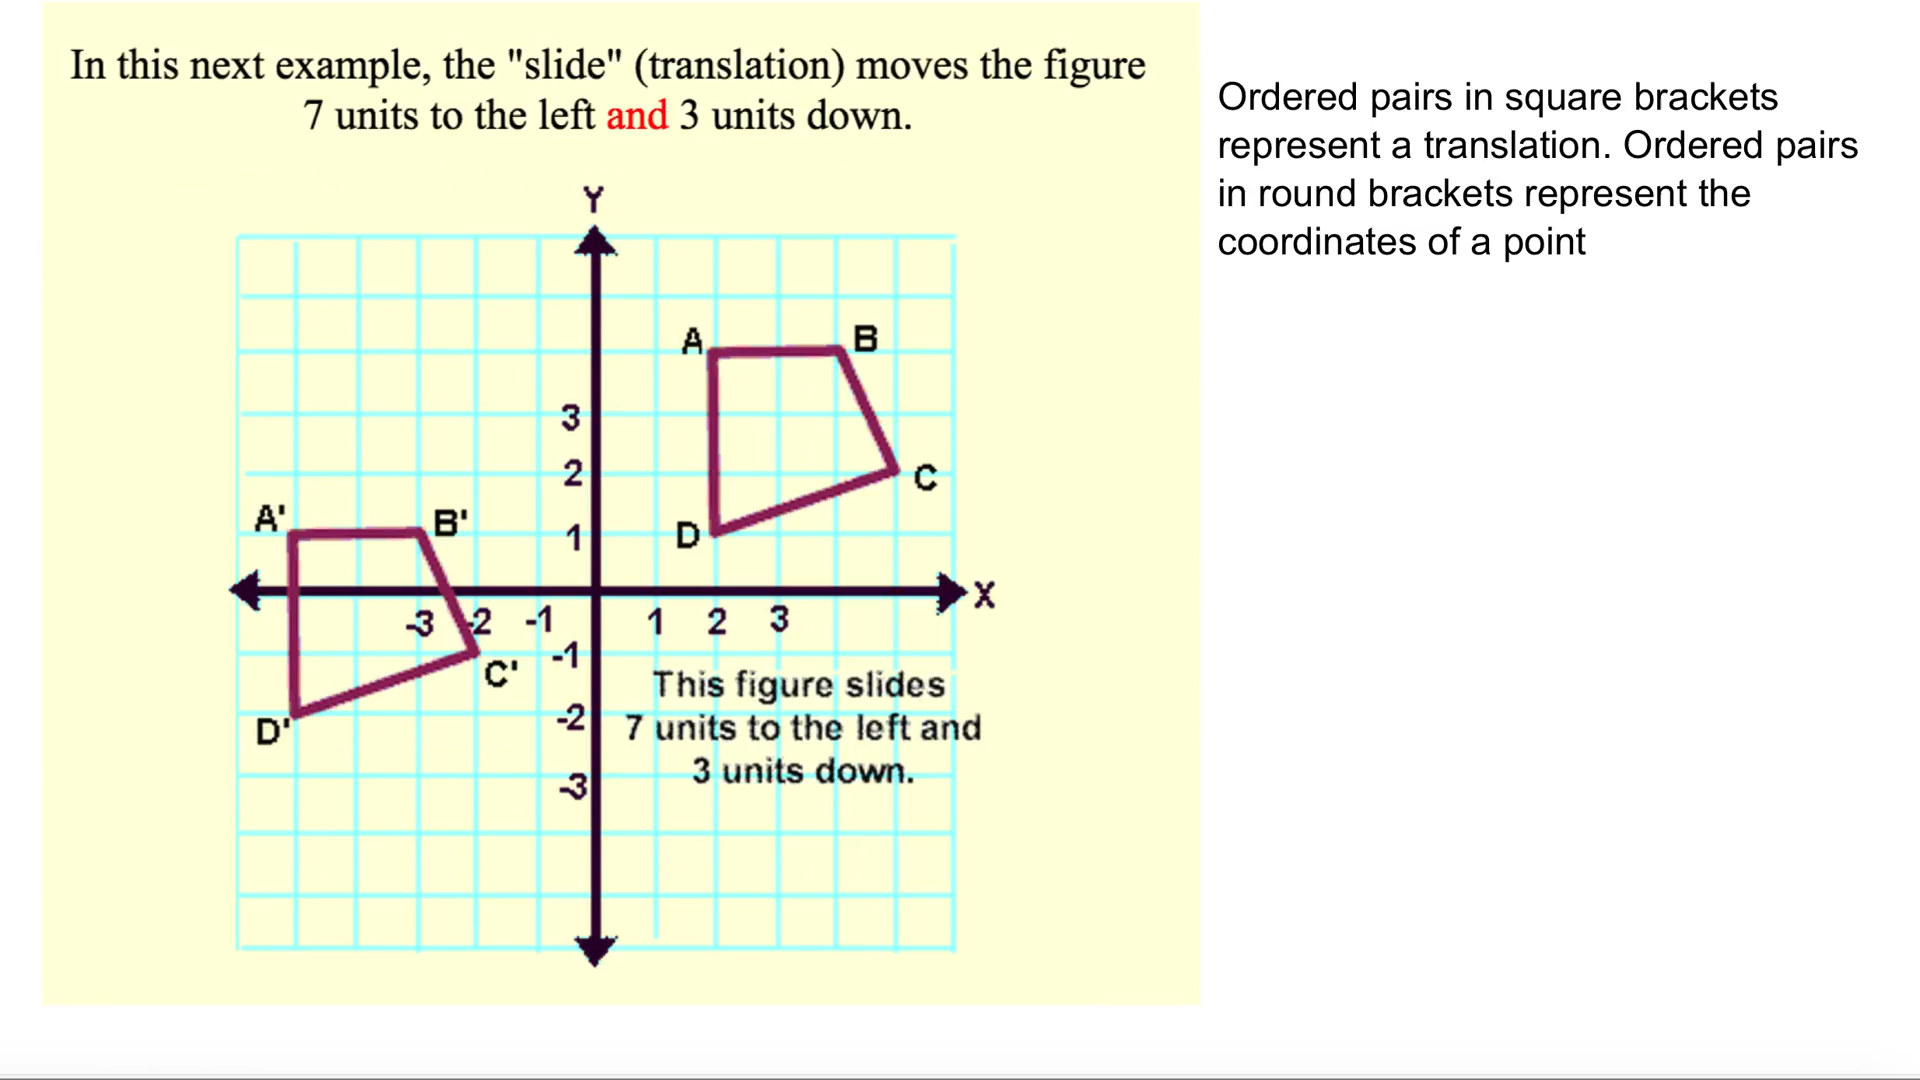 In this next example, the "slide" (translation) moves the figure
7 units to the left and 3 units down.
Ordered pairs in square brackets
represent a translation. Ordered pairs
in round brackets represent the
coordinates of a point
Y
A
B
3
2
C
A'
B'
1
D
X
-3
-2
-1
1
2
3
-1
C'
This figure slides
-2
7 units to the left and
D'
3 units down.
-3